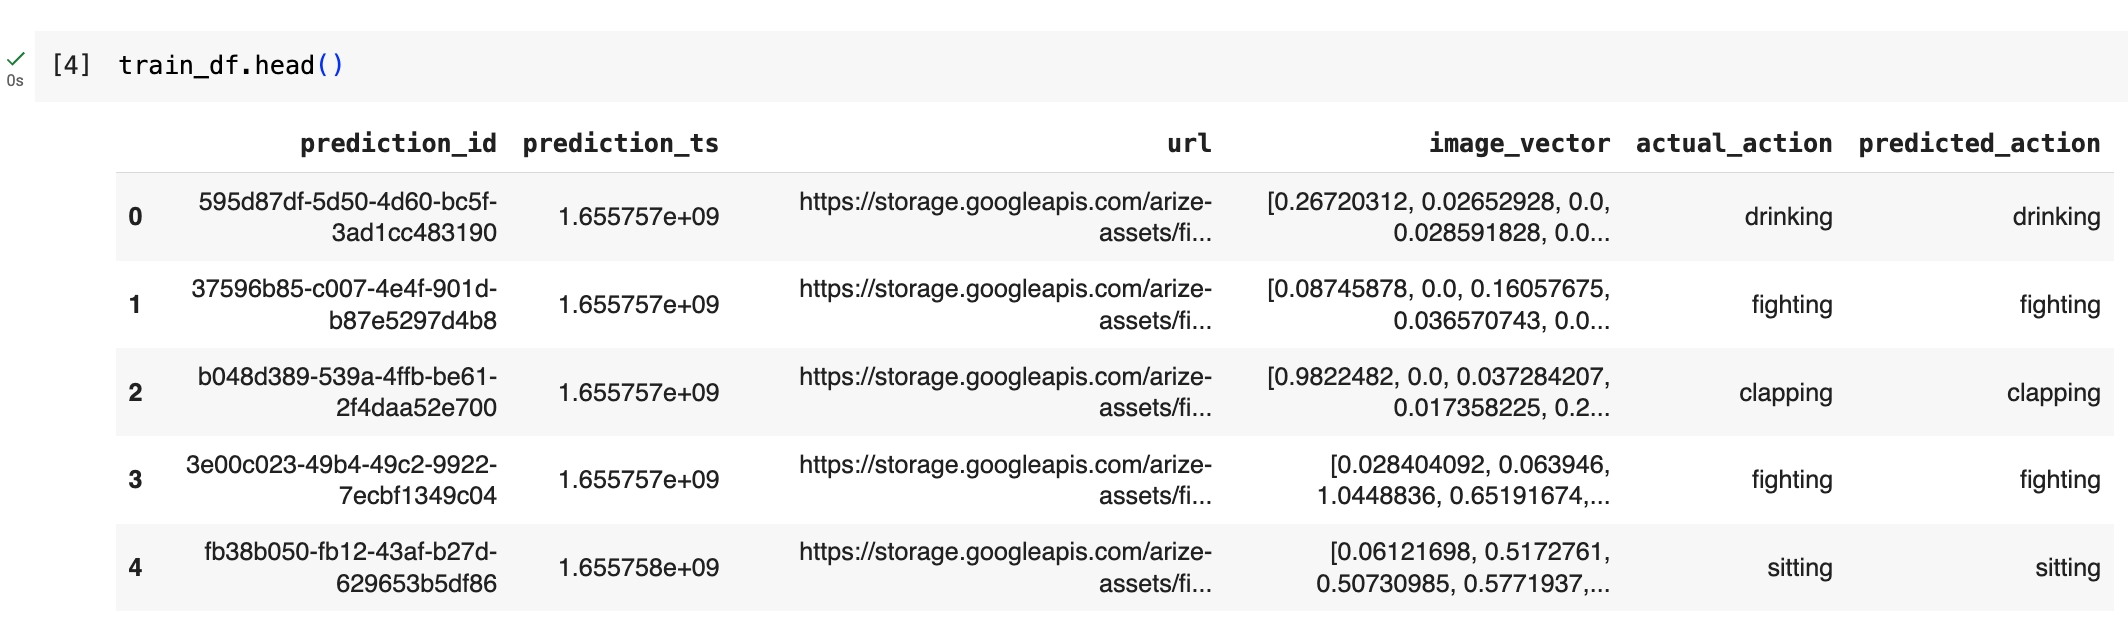 [4] train_df.head()
0s
prediction_id prediction_ts url image_vector actual_action predicted_action
0 595d87df-5d50-4d60-bc5f-3ad1cc483190 1.655757e+09 https://storage.googleapis.com/arize-assets/fi... [0.26720312, 0.02652928, 0.0, 0.028591828, 0.0... drinking drinking
1 37596b85-c007-4e4f-901d-b87e5297d4b8 1.655757e+09 https://storage.googleapis.com/arize-assets/fi... [0.08745878, 0.0, 0.16057675, 0.036570743, 0.0... fighting fighting
2 b048d389-539a-4ffb-be61-2f4daa52e700 1.655757e+09 https://storage.googleapis.com/arize-assets/fi... [0.9822482, 0.0, 0.037284207, 0.017358225, 0.2... clapping clapping
3 3e00c023-49b4-49c2-9922-7ecbf1349c04 1.655757e+09 https://storage.googleapis.com/arize-assets/fi... [0.028404092, 0.063946, 1.0448836, 0.65191674,... fighting fighting
4 fb38b050-fb12-43af-b27d-629653b5df86 1.655758e+09 https://storage.googleapis.com/arize-assets/fi... [0.06121698, 0.5172761, 0.50730985, 0.5771937,... sitting sitting